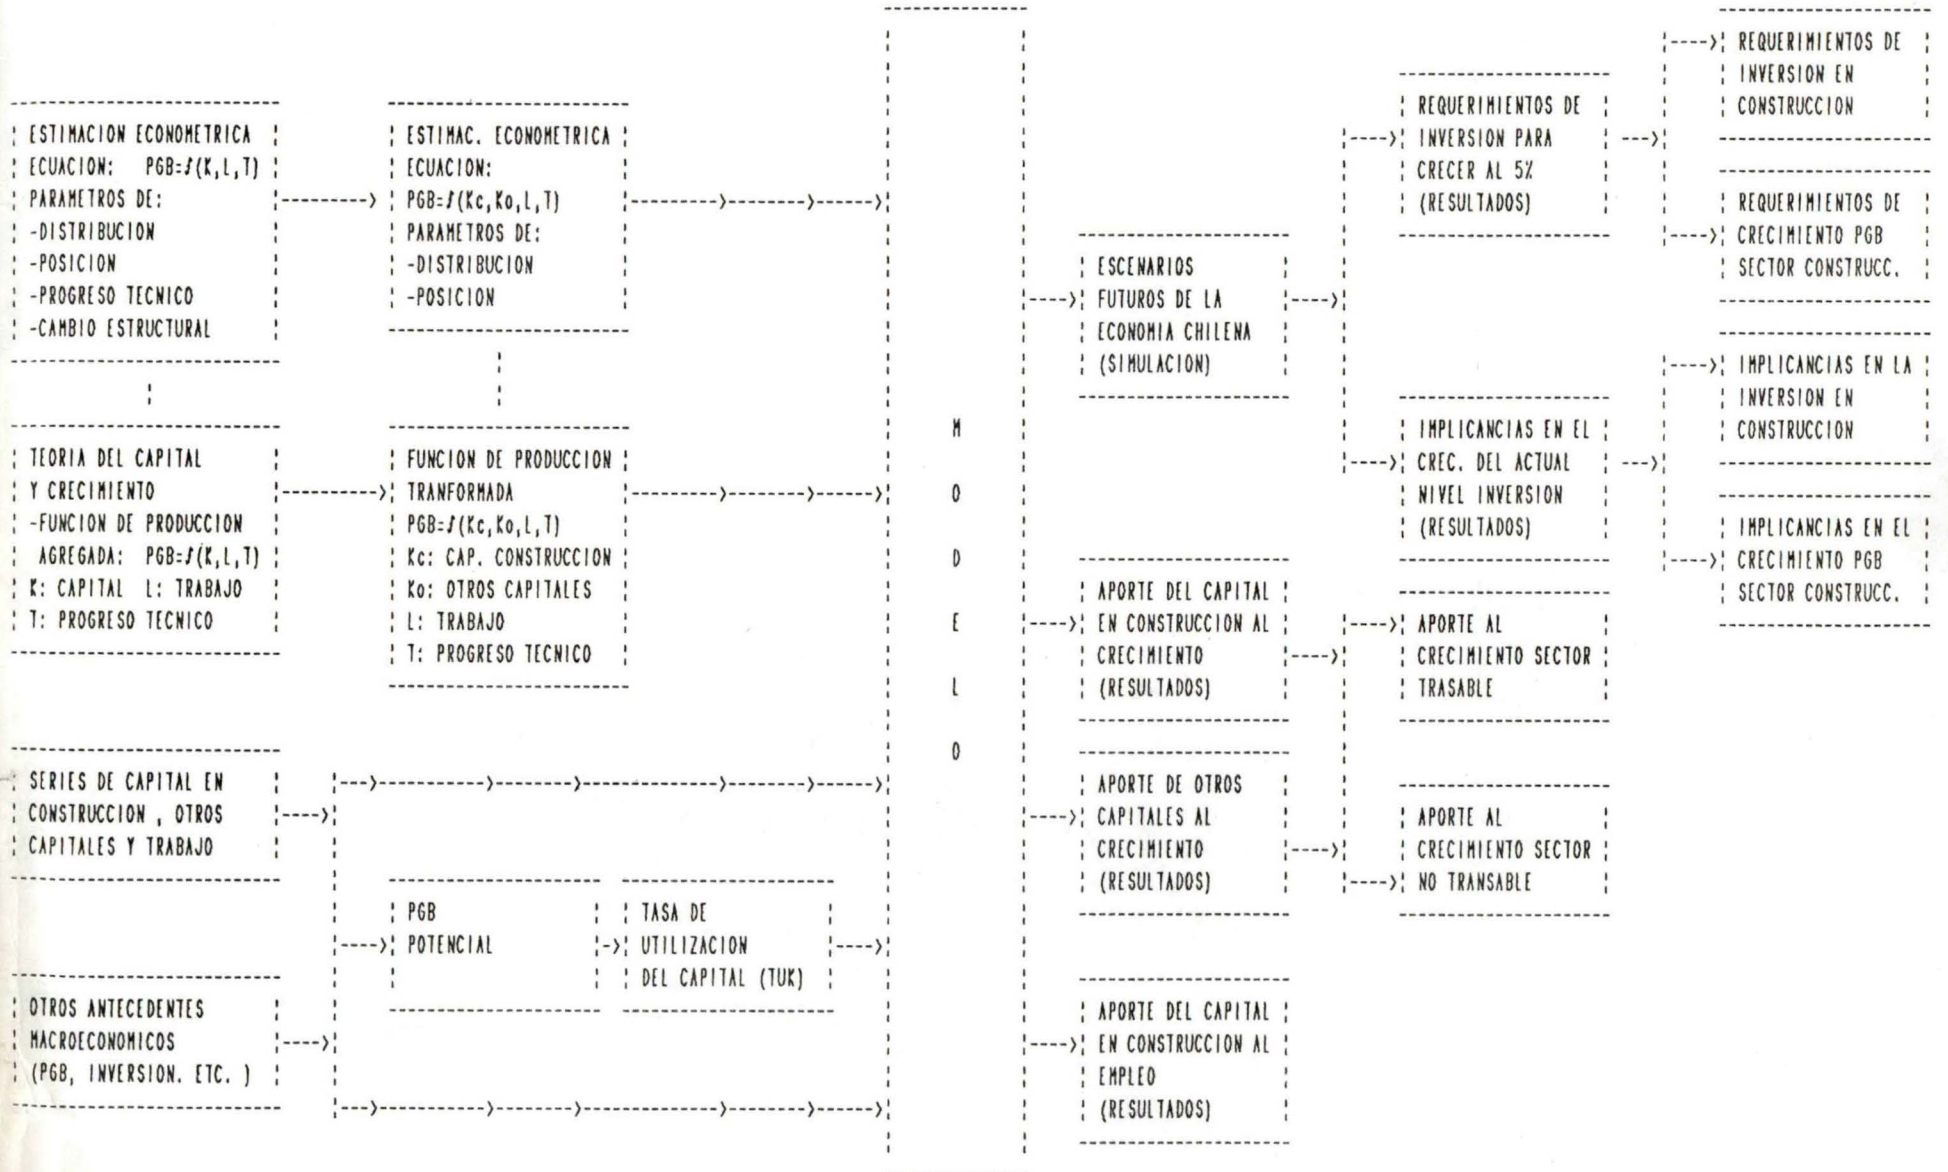 ESTIMACION ECONOMETRICA
ECUACION: PGB=f(K,L,T)
PARAMETROS DE:
-DISTRIBUCION
-POSICION
-PROGRESO TECNICO
-CAMBIO ESTRUCTURAL
TEORIA DEL CAPITAL
Y CRECIMIENTO
-FUNCION DE PRODUCCION
AGREGADA: PGB=f(K,L,T)
K: CAPITAL L: TRABAJO
T: PROGRESO TECNICO
SERIES DE CAPITAL EN
CONSTRUCCION , OTROS
CAPITALES Y TRABAJO
OTROS ANTECEDENTES
MACROECONOMICOS
(PGB, INVERSION. ETC. )
ESTIMAC. ECONOMETRICA
ECUACION:
PGB=f(Kc,Ko,L,T)
PARAMETROS DE:
-DISTRIBUCION
-POSICION
FUNCION DE PRODUCCION
TRANFORMADA
PGB=f(Kc,Ko,L,T)
Kc: CAP. CONSTRUCCION
Ko: OTROS CAPITALES
L: TRABAJO
T: PROGRESO TECNICO
PGB
POTENCIAL
TASA DE
UTILIZACION
DEL CAPITAL (TUK)
M
O
D
E
L
O
ESCENARIOS
FUTUROS DE LA
ECONOMIA CHILENA
(SIMULACION)
APORTE DEL CAPITAL
EN CONSTRUCCION AL
CRECIMIENTO
(RESULTADOS)
APORTE DE OTROS
CAPITALES AL
CRECIMIENTO
(RESULTADOS)
APORTE DEL CAPITAL
EN CONSTRUCCION AL
EMPLEO
(RESULTADOS)
REQUERIMIENTOS DE
INVERSION PARA
CRECER AL 5%
(RESULTADOS)
IMPLICANCIAS EN EL
CREC. DEL ACTUAL
NIVEL INVERSION
(RESULTADOS)
APORTE AL
CRECIMIENTO SECTOR
TRASABLE
APORTE AL
CRECIMIENTO SECTOR
NO TRANSABLE
REQUERIMIENTOS DE
INVERSION EN
CONSTRUCCION
REQUERIMIENTOS DE
CRECIMIENTO PGB
SECTOR CONSTRUCC.
IMPLICANCIAS EN LA
INVERSION EN
CONSTRUCCION
IMPLICANCIAS EN EL
CRECIMIENTO PGB
SECTOR CONSTRUCC.